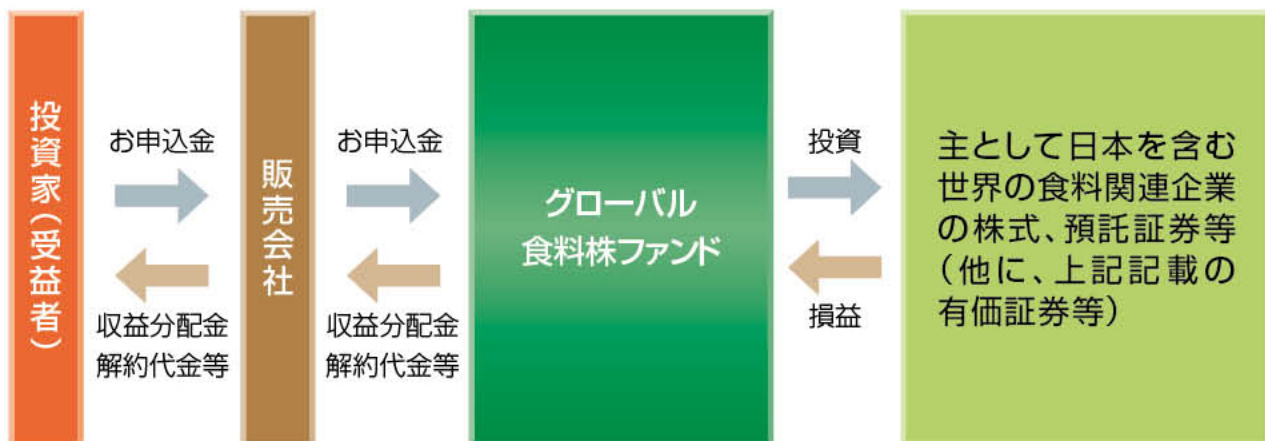 投資家（受益者）
お申込金
収益分配金
解約代金等
販売会社
お申込金
収益分配金
解約代金等
グローバル
食料株ファンド
投資
損益
主として日本を含む
世界の食料関連企業
の株式、預託証券等
（他に、上記記載の
有価証券等）